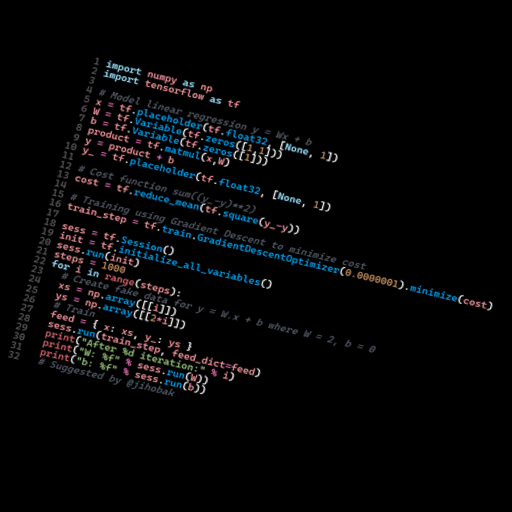 1 import numpy as np
2 import tensorflow as tf
3
4 # Model linear regression y = Wx + b
5 x = tf.placeholder(tf.float32, [None, 1])
6 W = tf.Variable(tf.zeros([1,1]))
7 b = tf.Variable(tf.zeros([1]))
8 product = tf.matmul(x,W)
9 y = product + b
10 y_ = tf.placeholder(tf.float32, [None, 1])
11
12 # Cost function sum((y_-y)**2)
13 cost = tf.reduce_mean(tf.square(y_-y))
14
15 # Training using Gradient Descent to minimize cost
16 train_step = tf.train.GradientDescentOptimizer(0.0000001).minimize(cost)
17
18 sess = tf.Session()
19 init = tf.initialize_all_variables()
20 sess.run(init)
21 steps = 1000
22 for i in range(steps):
23 # Create fake data for y = W.x + b where W = 2, b = 0
24 xs = np.array([[i]])
25 ys = np.array([[2*i]])
26 # Train
27 feed = { x: xs, y_: ys }
28 sess.run(train_step, feed_dict=feed)
29 print("After %d iteration:" % i)
30 print("W: %f" % sess.run(W))
31 print("b: %f" % sess.run(b))
32 # Suggested by @jihobak